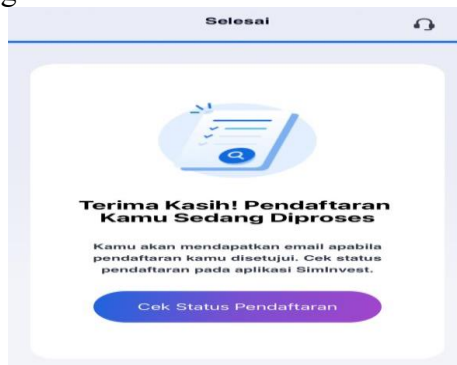 Selesai
Terima Kasih! Pendaftaran
Kamu Sedang Diproses
Kamu akan mendapatkan email apabila
pendaftaran kamu disetujui. Cek status
pendaftaran pada aplikasi SimInvest.
Cek Status Pendaftaran